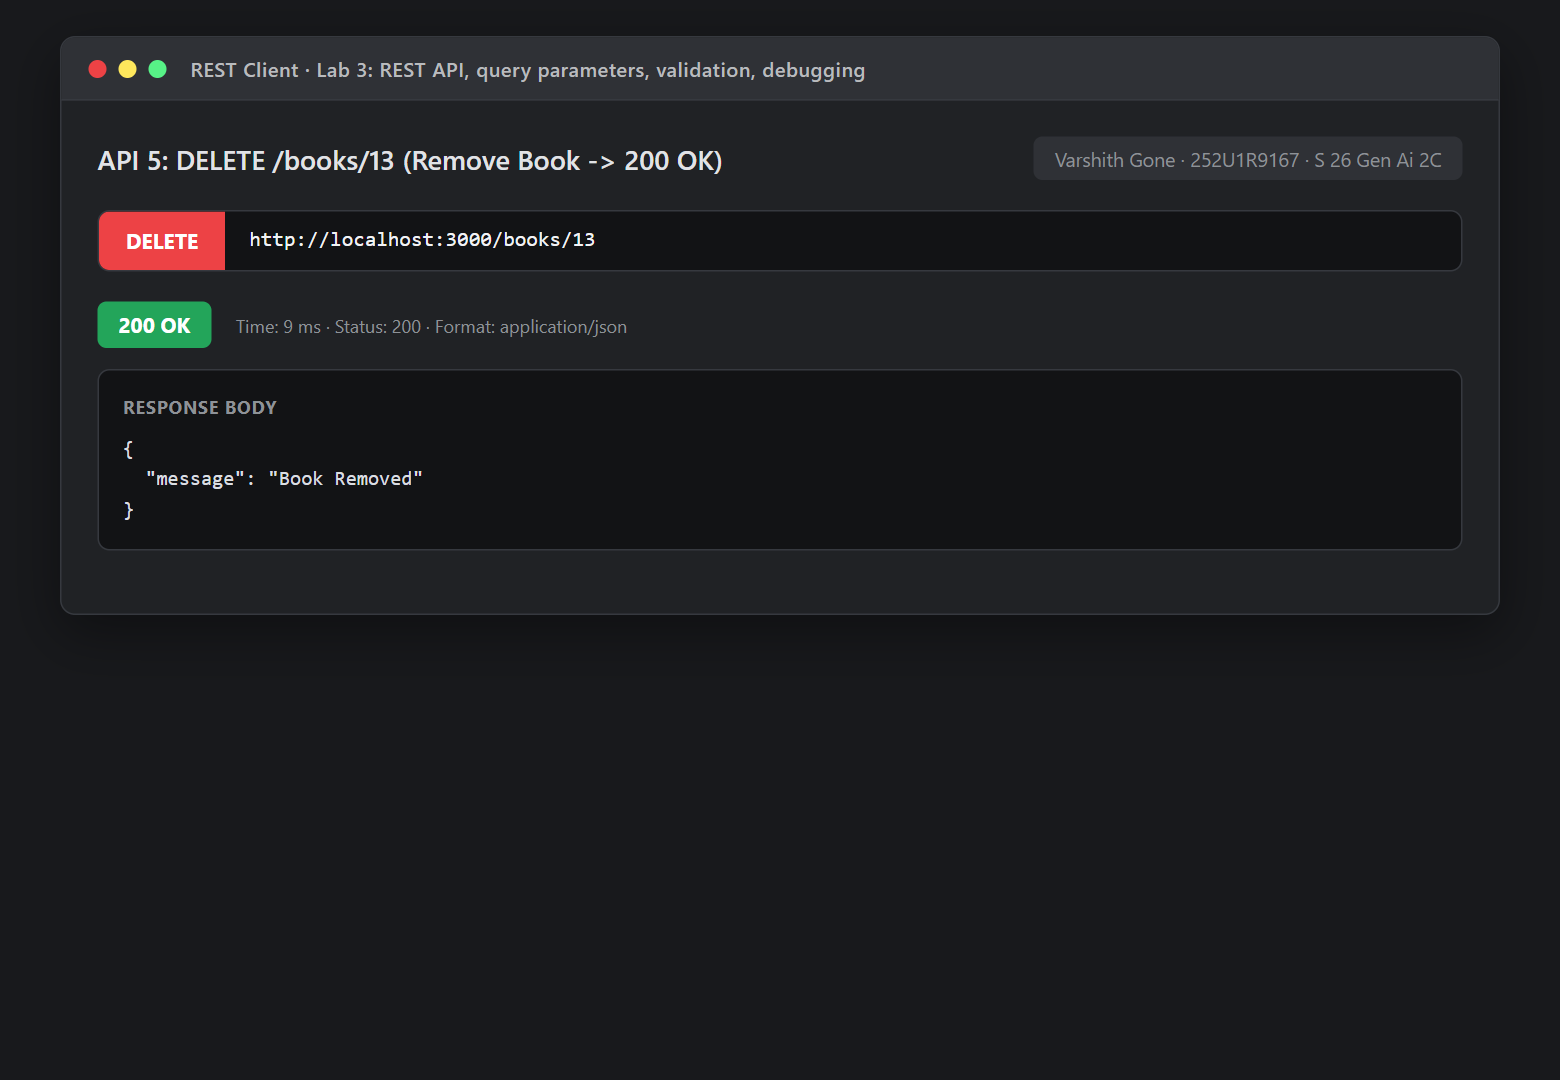 REST Client · Lab 3: REST API, query parameters, validation, debugging
API 5: DELETE /books/13 (Remove Book -> 200 OK)
Varshith Gone · 252U1R9167 · S 26 Gen Ai 2C
DELETE http://localhost:3000/books/13
200 OK Time: 9 ms · Status: 200 · Format: application/json
RESPONSE BODY
{
  "message": "Book Removed"
}